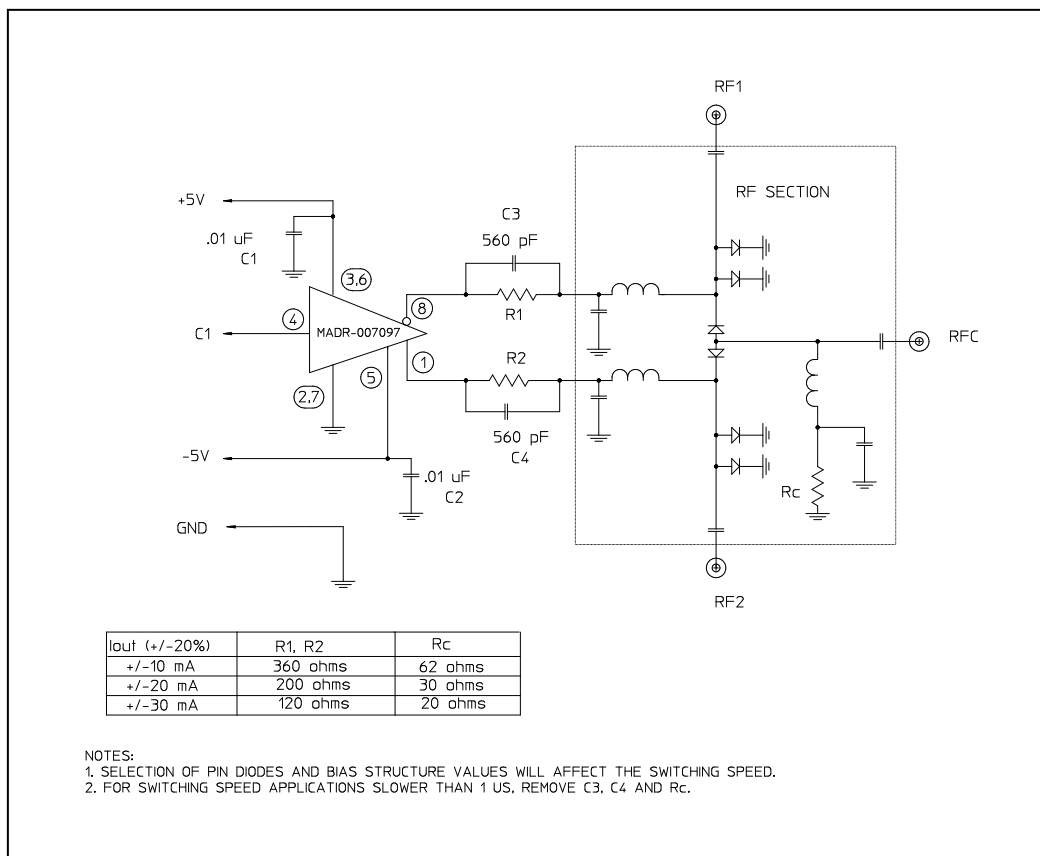 RF1
RF SECTION
+5V
.01 uF
C1
C3
560 pF
3,6
8
R1
4
C1
MADR-007097
RFC
1
R2
5
2,7
560 pF
C4
-5V
.01 uF
C2
Rc
GND
RF2
Iout (+/-20%) R1, R2 Rc
+/-10 mA 360 ohms 62 ohms
+/-20 mA 200 ohms 30 ohms
+/-30 mA 120 ohms 20 ohms
NOTES:
1. SELECTION OF PIN DIODES AND BIAS STRUCTURE VALUES WILL AFFECT THE SWITCHING SPEED.
2. FOR SWITCHING SPEED APPLICATIONS SLOWER THAN 1 US, REMOVE C3, C4 AND Rc.